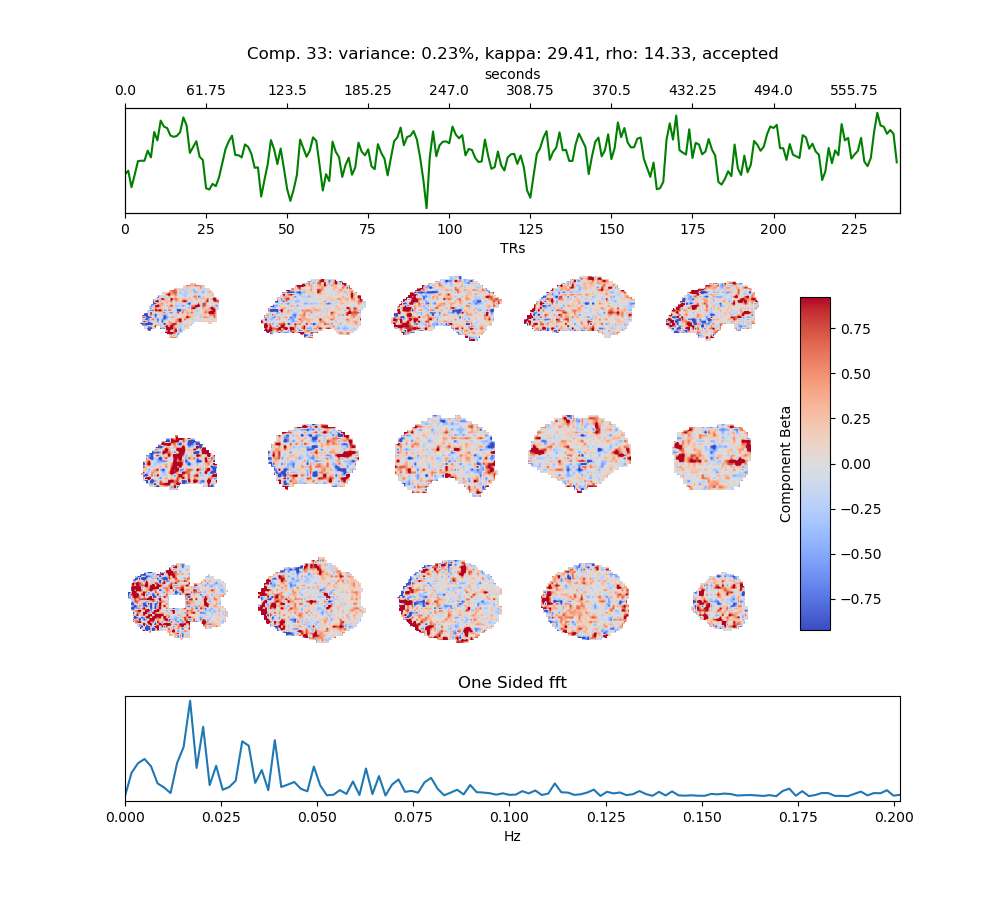 Comp. 33: variance: 0.23%, kappa: 29.41, rho: 14.33, accepted
seconds
0.0 61.75 123.5 185.25 247.0 308.75 370.5 432.25 494.0 555.75
0 25 50 75 100 125 150 175 200 225
TRs
0.75
0.50
0.25
0.00
−0.25
−0.50
−0.75
Component Beta
One Sided fft
0.000 0.025 0.050 0.075 0.100 0.125 0.150 0.175 0.200
Hz